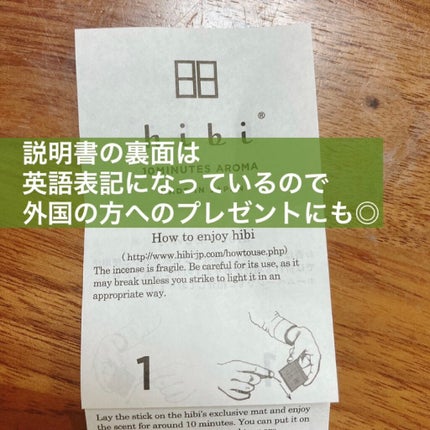 hibi®
10MINUTES AROMA
説明書の裏面は
英語表記になっているので
外国の方へのプレゼントにも◎
How to enjoy hibi
(http://www.hibi-jp.com/howtouse.php)
The incense is fragile. Be careful for its use, as it
may break unless you strike to light it in an
appropriate way.
1
Lay the stick on the hibi's exclusive mat and enjoy
the scent for around 10 minutes. You can put it on